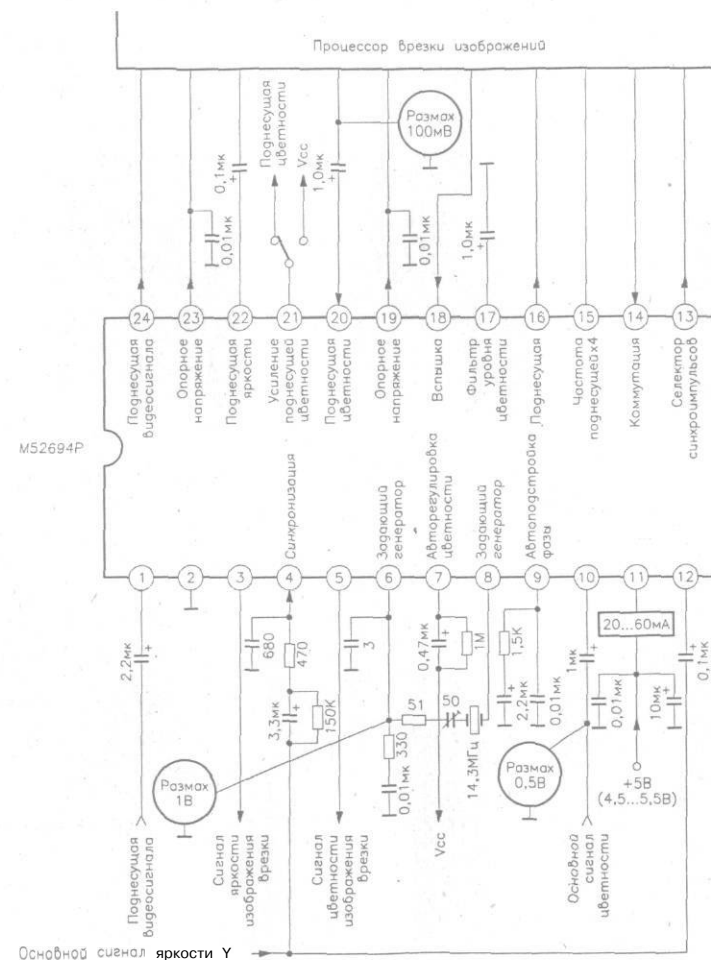 Процессор врезки изображений
Поднесущая
цветности
Vcc
Размах
100мВ
0,1мк
+
1,0мк
+
0,01мк
0,01мк
1,0мк
+
24
23
22
21
20
19
18
17
16
15
14
13
Поднесущая
видеосигнала
Опорное
напряжение
Поднесущая
яркости
Усиление
поднесущей
цветности
Поднесущая
цветности
Опорное
напряжение
Вспышка
Фильтр
уровня
цветности
Поднесущая
Частота
поднесущей х4
Коммутация
Селектор
синхроимпульсов
M52694P
Синхронизация
Задающий
генератор
Авторегулировка
цветности
Задающий
генератор
Автоподстройка
фазы
1
2
3
4
5
6
7
8
9
10
11
12
2,2мк
+
680
470
3,3мк
+
150К
3
51
330
0,01мк
0,47мк
+
1М
50
14,3МГц
1,5К
2,2мк
+
0,01мк
1мк
+
20...60мА
0,01мк
10мк
+
0,1мк
+
Размах
1В
Размах
0,5В
+5В
(4,5...5,5В)
Поднесущая
видеосигнала
Сигнал
яркости
изображения
врезки
Сигнал
цветности
изображения
врезки
Vcc
Основной
сигнал
цветности
Основной сигнал яркости Y